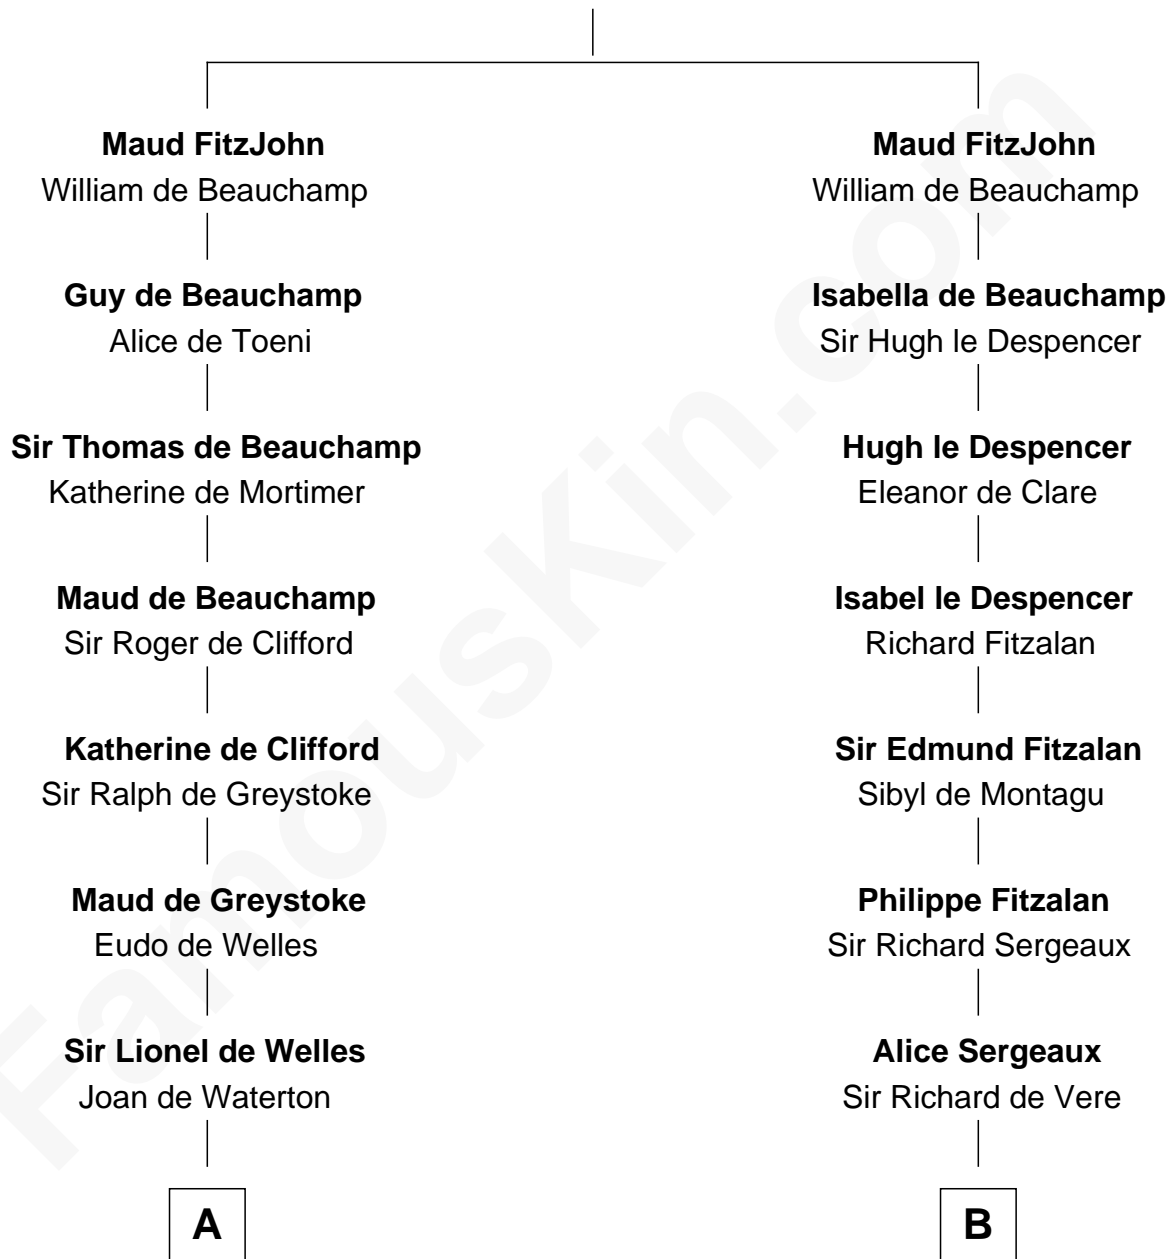 Maud FitzJohn
William de Beauchamp
Guy de Beauchamp
Alice de Toeni
Sir Thomas de Beauchamp
Katherine de Mortimer
Maud de Beauchamp
Sir Roger de Clifford
Katherine de Clifford
Sir Ralph de Greystoke
Maud de Greystoke
Eudo de Welles
Sir Lionel de Welles
Joan de Waterton
A
Maud FitzJohn
William de Beauchamp
Isabella de Beauchamp
Sir Hugh le Despencer
Hugh le Despencer
Eleanor de Clare
Isabel le Despencer
Richard Fitzalan
Sir Edmund Fitzalan
Sibyl de Montagu
Philippe Fitzalan
Sir Richard Sergeaux
Alice Sergeaux
Sir Richard de Vere
B
FamousKin.com